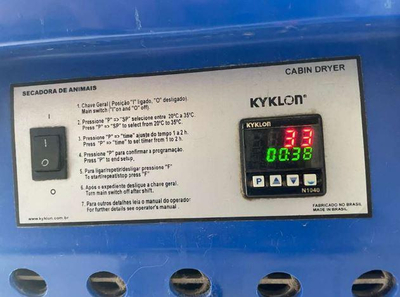 SECADORA DE ANIMAIS
CABIN DRYER
1. Chave Geral ( Posição "I" ligado, "O" desligado)
Main switch ("I"on and "O" off).
2. Pressione "P" => "SP" selecione entre 20°C a 35°C.
Press "P" => "SP" to select from 20°C to 35°C.
3. Pressione "P" => "time" ajuste do tempo 1 a 2 h.
Press "P" => "time" to set timer from 1 to 2 h.
4. Pressione "P" para confirmar a programação.
Press "P" to end setup.
5. Para ligar/repetir/desligar pressione "F"
To start/repeat/stop press "F"
6. Após o expediente desligue a chave geral.
Turn main switch off after shift.
7. Para outros detalhes leia o manual do operador
For further details see operator's manual
I
O
KYKLON®
KYKLON
33
00:38
P
F
N1040
www.kyklon.com.br
FABRICADO NO BRASIL
MADE IN BRASIL